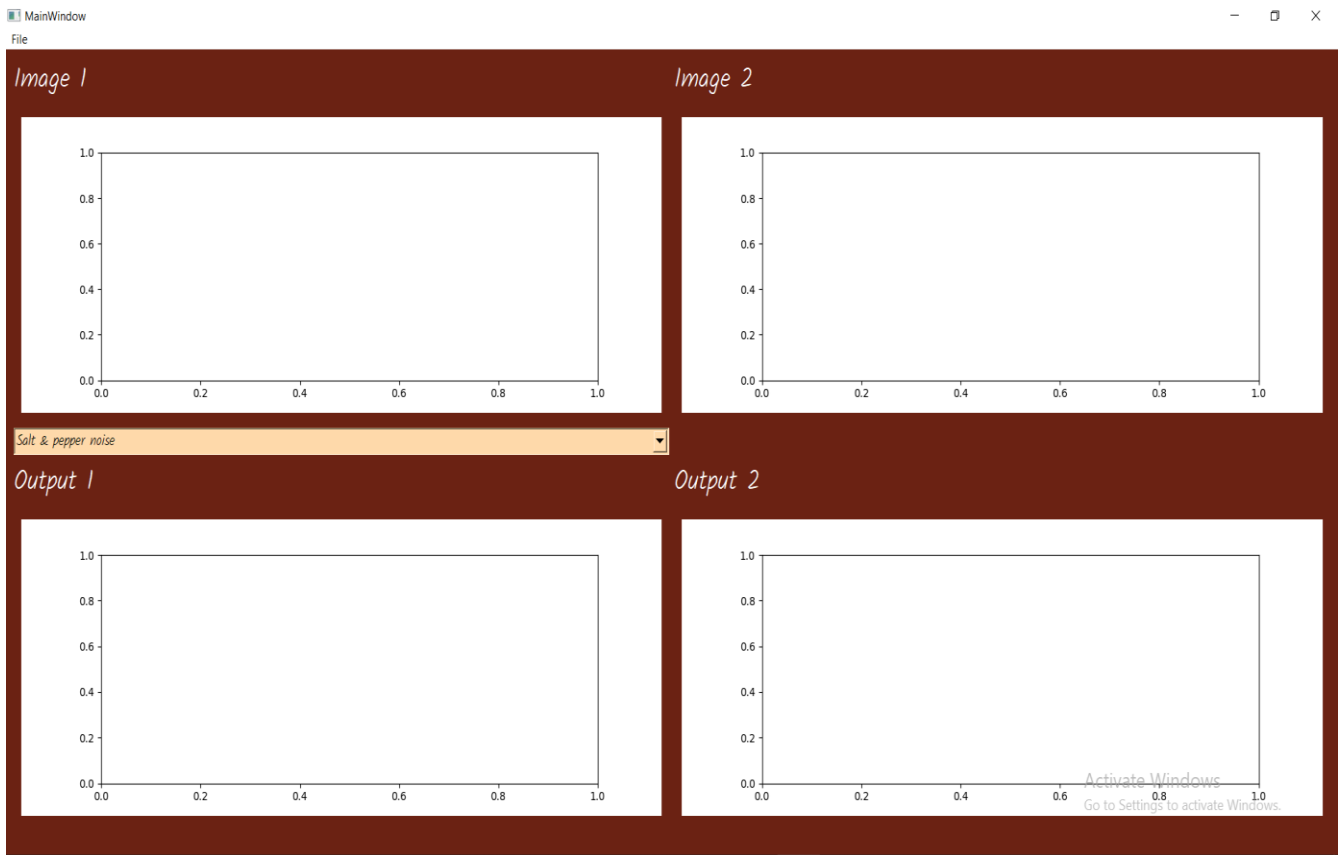 MainWindow
File
Image 1
Image 2
1.0
0.8
0.6
0.4
0.2
0.0
0.0 0.2 0.4 0.6 0.8 1.0
1.0
0.8
0.6
0.4
0.2
0.0
0.0 0.2 0.4 0.6 0.8 1.0
Salt & pepper noise
Output 1
Output 2
1.0
0.8
0.6
0.4
0.2
0.0
0.0 0.2 0.4 0.6 0.8 1.0
1.0
0.8
0.6
0.4
0.2
0.0
0.0 0.2 0.4 0.6 0.8 1.0
Activate Windows
Go to Settings to activate Windows.